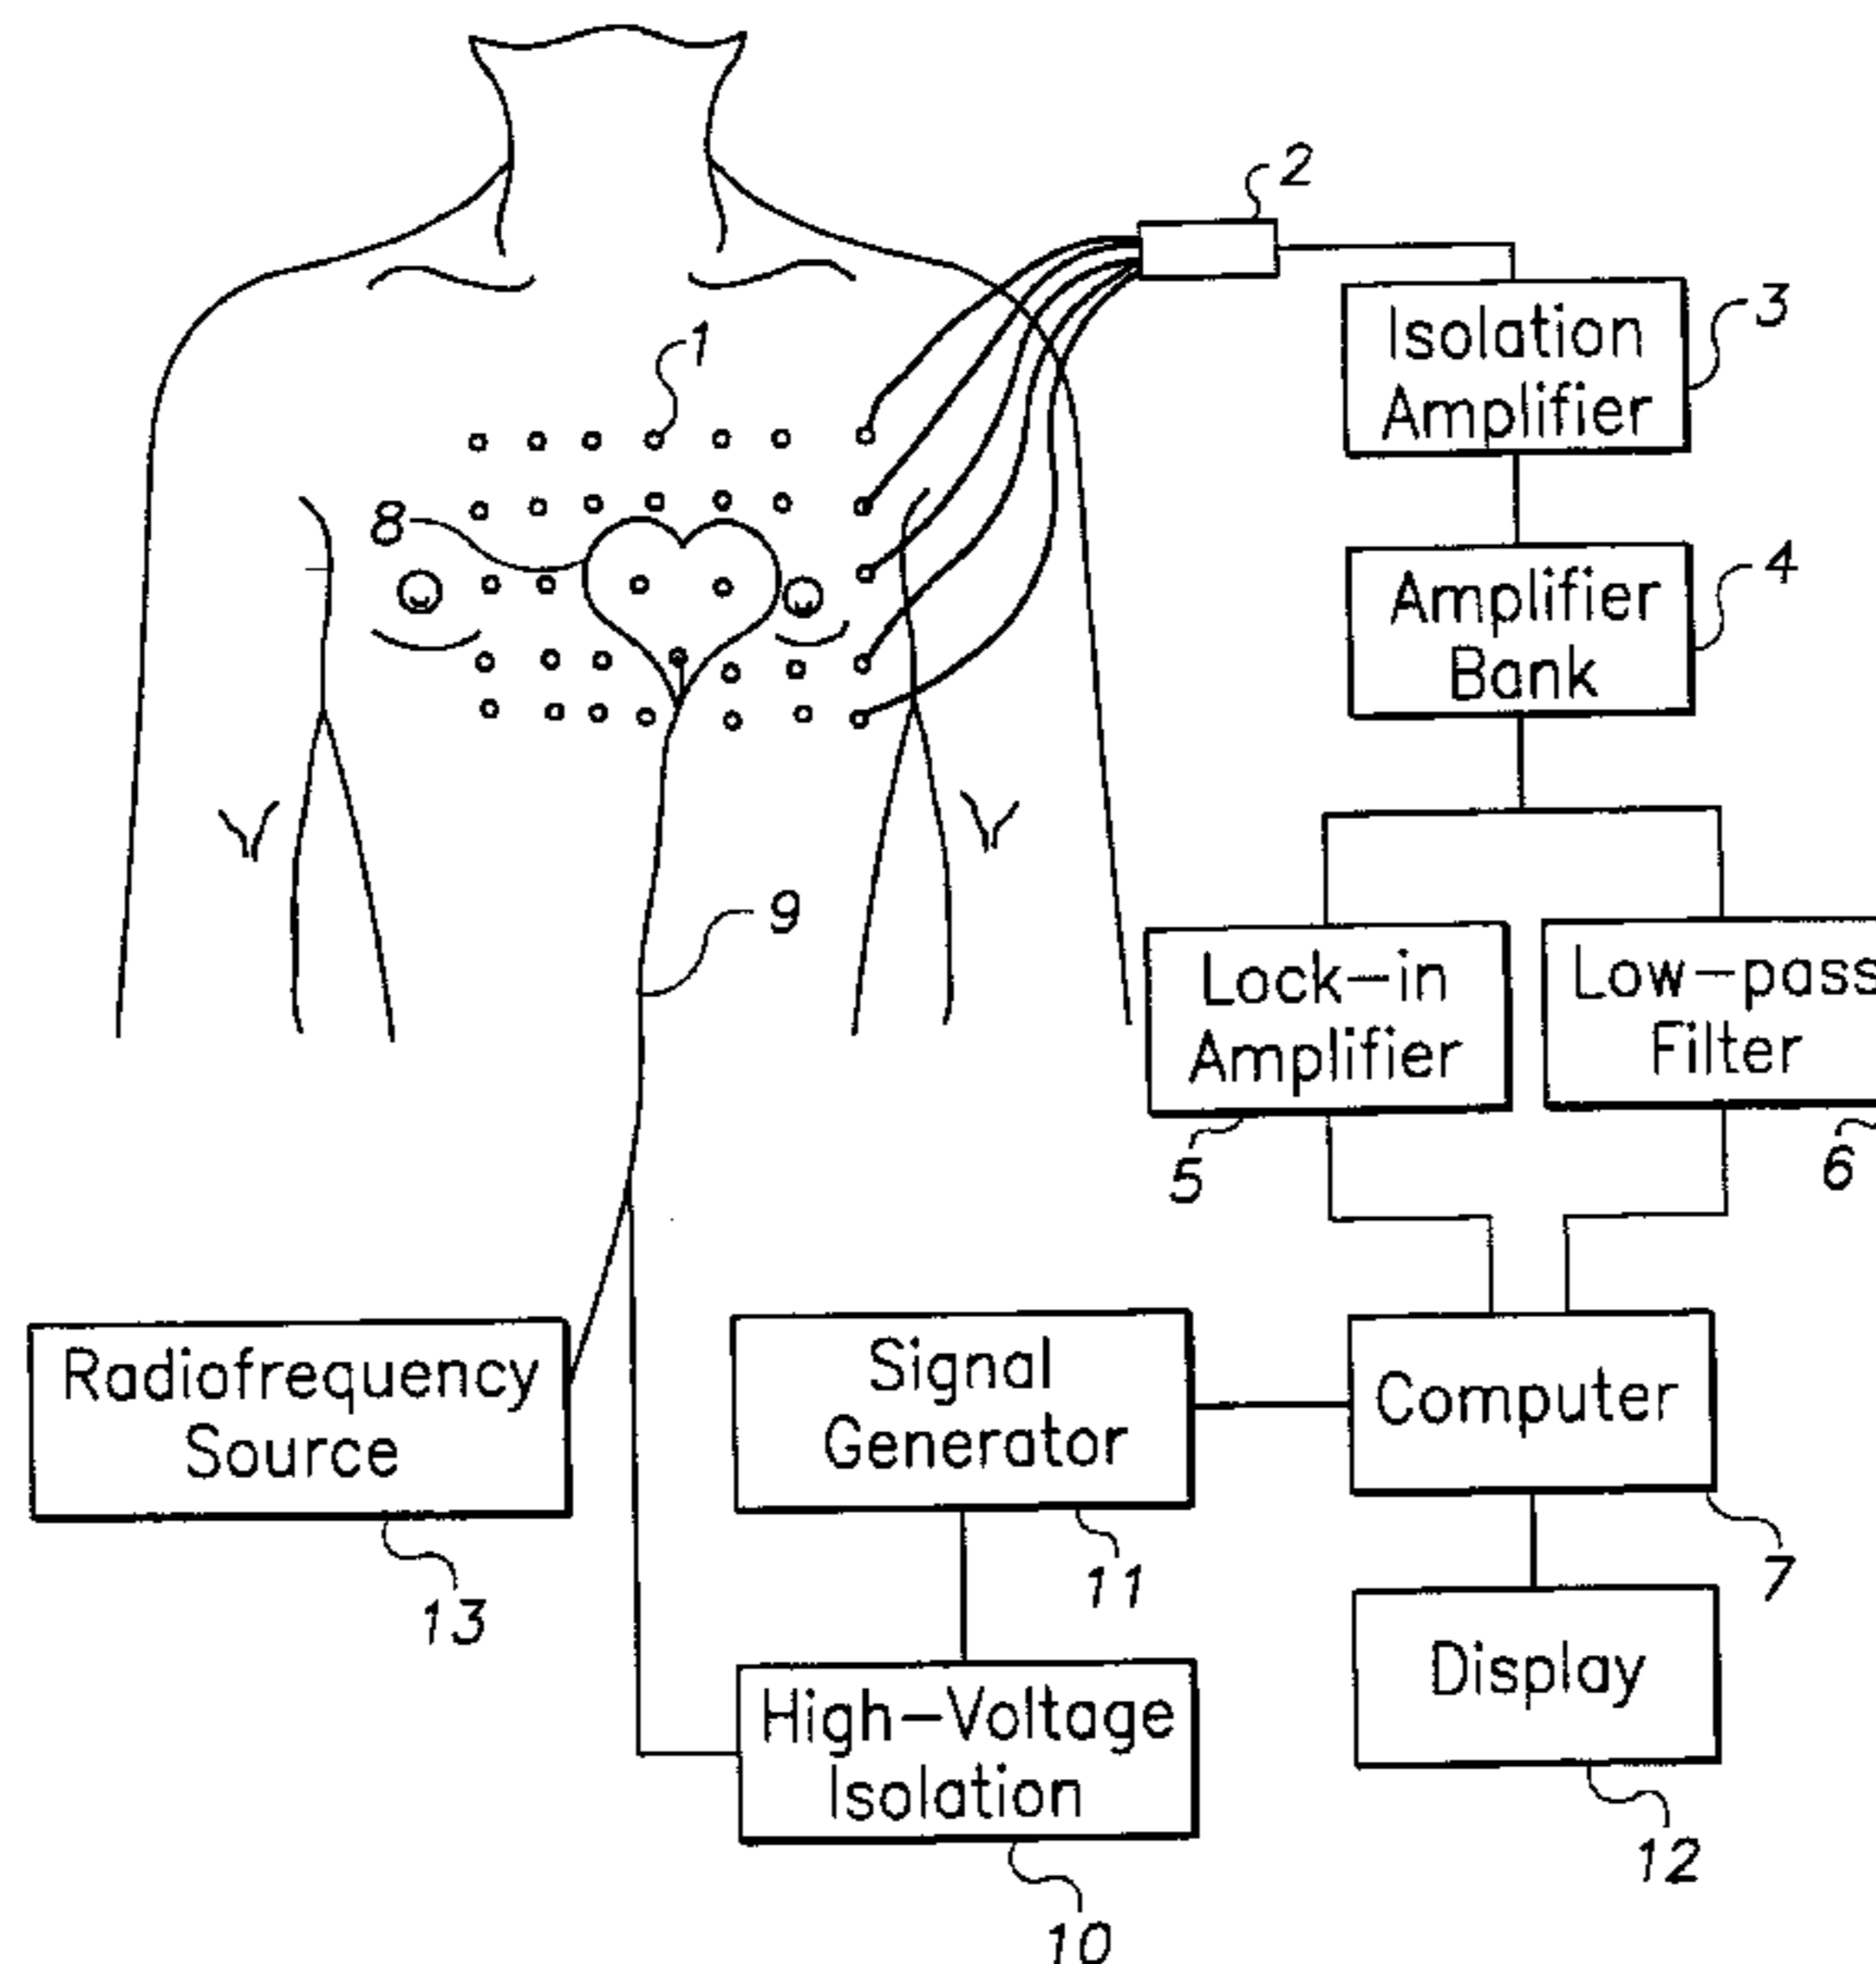 2
1
Isolation
Amplifier
3
8
Amplifier
Bank
4
9
Lock-in
Amplifier
Low-pass
Filter
5
6
Radiofrequency
Source
Signal
Generator
Computer
13
11
7
High-Voltage
Isolation
Display
10
12